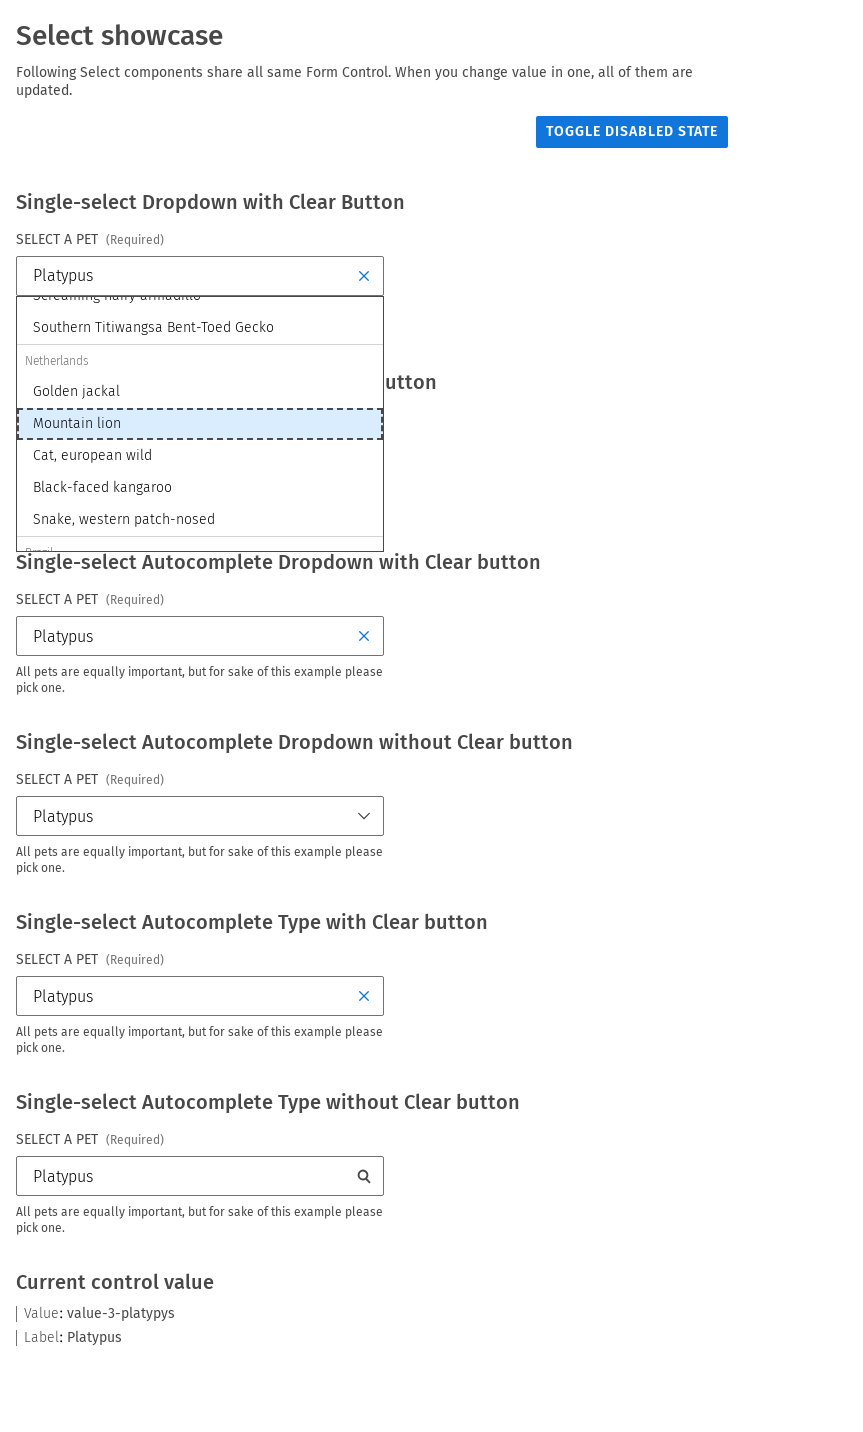 Select showcase
Following Select components share all same Form Control. When you change value in one, all of them are
updated.
TOGGLE DISABLED STATE
Single-select Dropdown with Clear Button
SELECT A PET (Required)
Platypus
Screaming hairy armadillo
Southern Titiwangsa Bent-Toed Gecko
Netherlands
Golden jackal
utton
Mountain lion
Cat, european wild
Black-faced kangaroo
Snake, western patch-nosed
Brazil
Single-select Autocomplete Dropdown with Clear button
SELECT A PET (Required)
Platypus
All pets are equally important, but for sake of this example please
pick one.
Single-select Autocomplete Dropdown without Clear button
SELECT A PET (Required)
Platypus
All pets are equally important, but for sake of this example please
pick one.
Single-select Autocomplete Type with Clear button
SELECT A PET (Required)
Platypus
All pets are equally important, but for sake of this example please
pick one.
Single-select Autocomplete Type without Clear button
SELECT A PET (Required)
Platypus
All pets are equally important, but for sake of this example please
pick one.
Current control value
Value: value-3-platypys
Label: Platypus